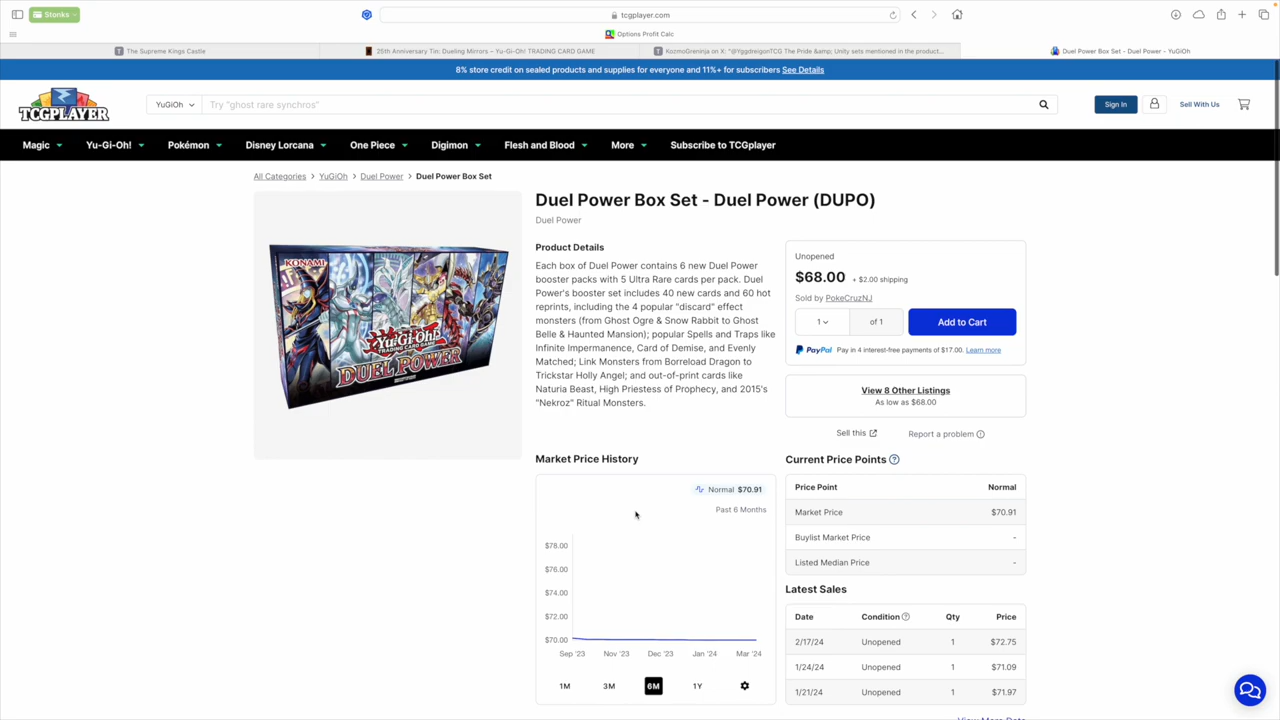 Stonks
tcgplayer.com
Options Profit Calc
The Supreme Kings Castle
25th Anniversary Tin: Dueling Mirrors – Yu-Gi-Oh! TRADING CARD GAME
KozmoGreninja on X: "@YggdreigonTCG The Pride &amp; Unity sets mentioned in the product...
Duel Power Box Set - Duel Power - YuGiOh
8% store credit on sealed products and supplies for everyone and 11%+ for subscribers See Details
TCGPLAYER
YuGiOh
Try "ghost rare synchros"
Sign In
Sell With Us
Magic
Yu-Gi-Oh!
Pokémon
Disney Lorcana
One Piece
Digimon
Flesh and Blood
More
Subscribe to TCGplayer
All Categories > YuGiOh > Duel Power > Duel Power Box Set
KONAMI
Yu-Gi-Oh!
TRADING CARD GAME
DUEL POWER
Duel Power Box Set - Duel Power (DUPO)
Duel Power
Product Details
Each box of Duel Power contains 6 new Duel Power
booster packs with 5 Ultra Rare cards per pack. Duel
Power's booster set includes 40 new cards and 60 hot
reprints, including the 4 popular "discard" effect
monsters (from Ghost Ogre & Snow Rabbit to Ghost
Belle & Haunted Mansion); popular Spells and Traps like
Infinite Impermanence, Card of Demise, and Evenly
Matched; Link Monsters from Borreload Dragon to
Trickstar Holly Angel; and out-of-print cards like
Naturia Beast, High Priestess of Prophecy, and 2015's
"Nekroz" Ritual Monsters.
Unopened
$68.00 + $2.00 shipping
Sold by PokeCruzNJ
1 of 1
Add to Cart
PayPal Pay in 4 interest-free payments of $17.00. Learn more
View 8 Other Listings
As low as $68.00
Sell this
Report a problem
Market Price History
Normal $70.91
Past 6 Months
$78.00
$76.00
$74.00
$72.00
$70.00
Sep '23 Nov '23 Dec '23 Jan '24 Mar '24
1M 3M 6M 1Y
Current Price Points
Price Point Normal
Market Price $70.91
Buylist Market Price -
Listed Median Price -
Latest Sales
Date Condition Qty Price
2/17/24 Unopened 1 $72.75
1/24/24 Unopened 1 $71.09
1/21/24 Unopened 1 $71.97
View More Data